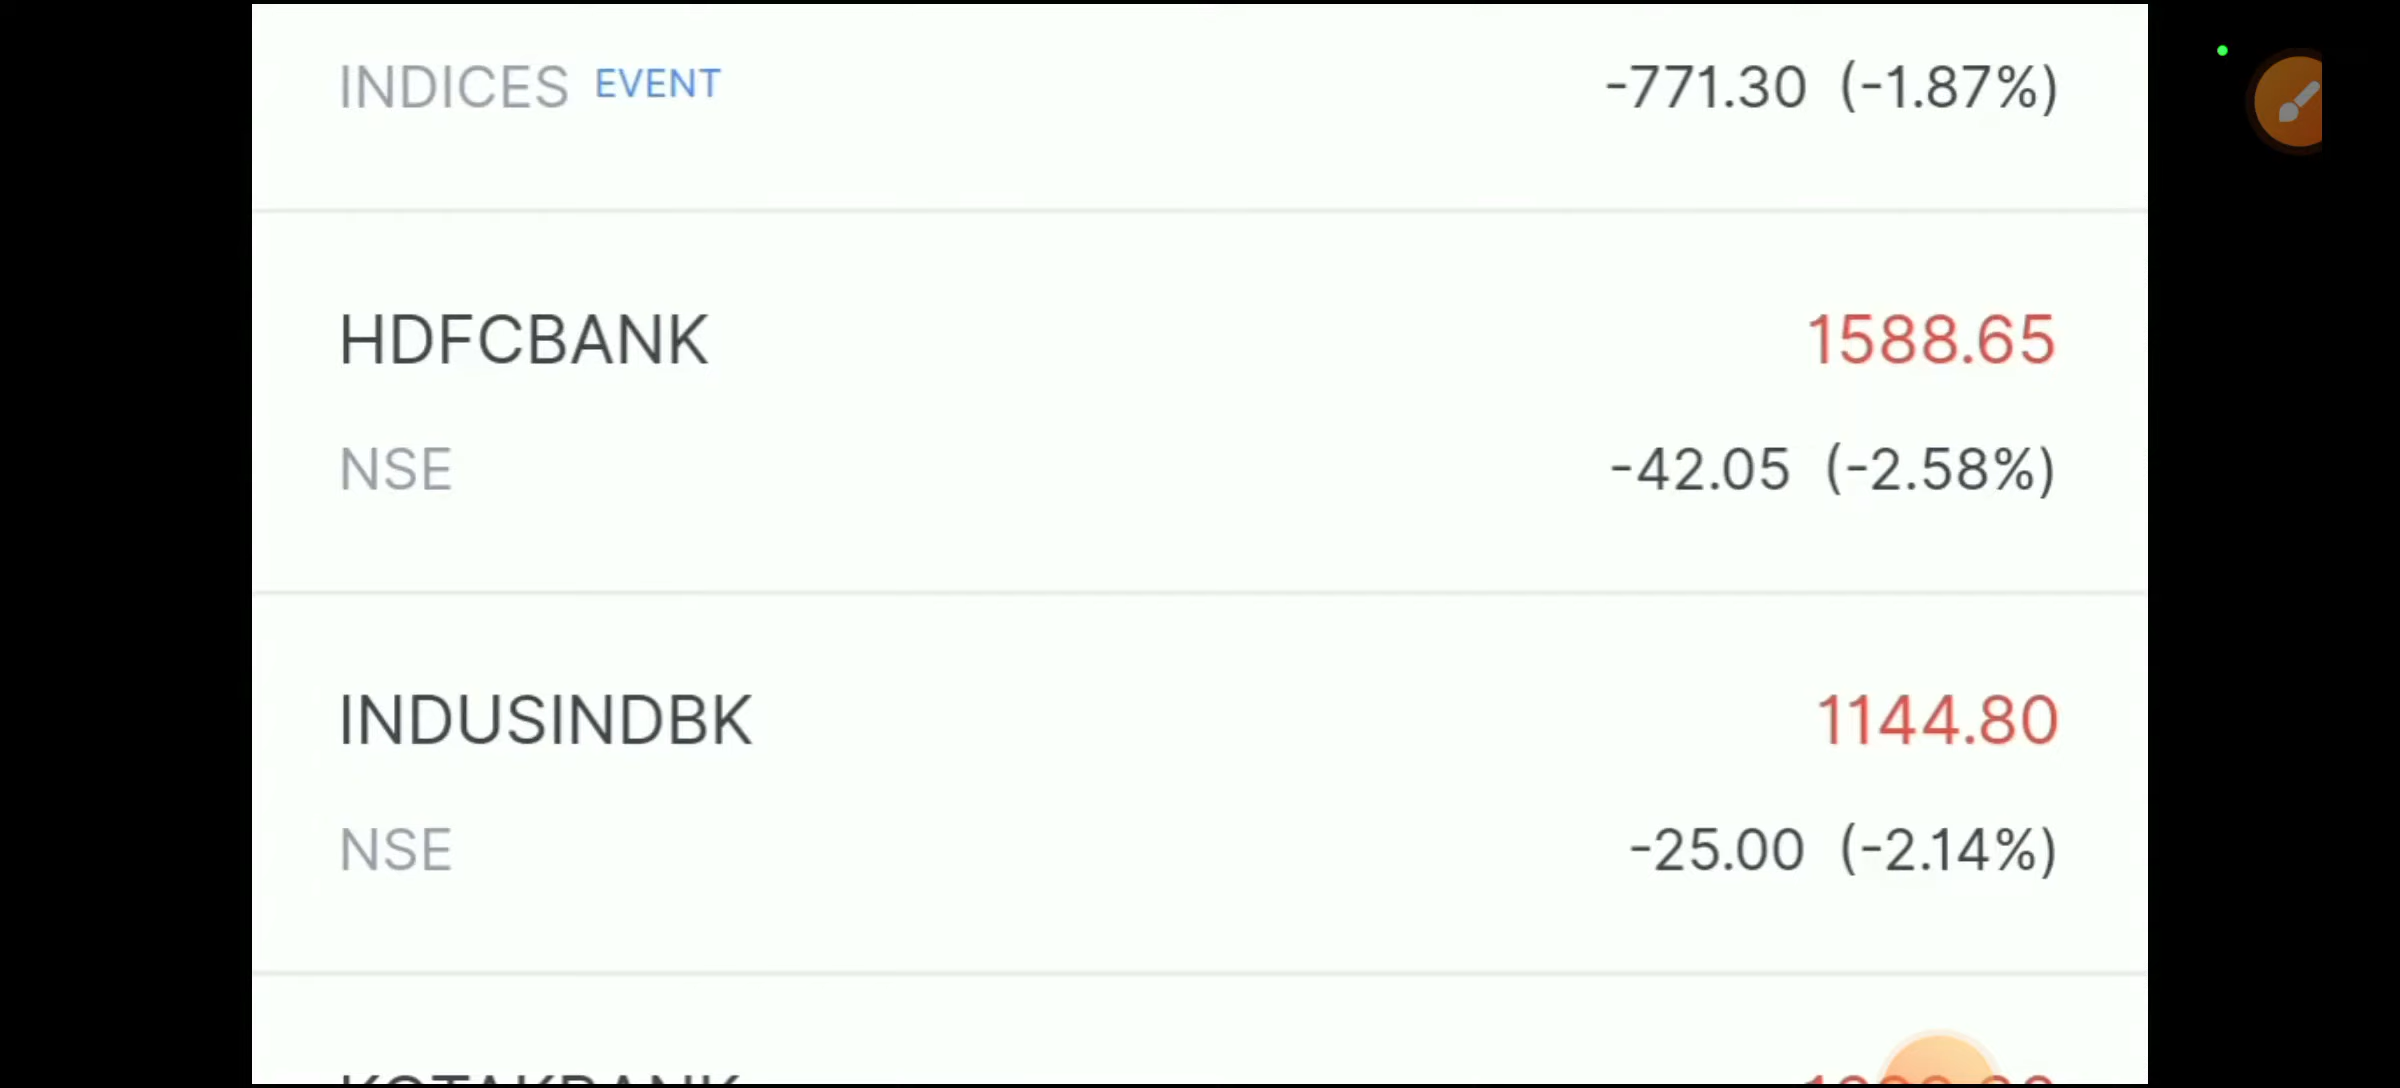 INDICES EVENT -771.30 (-1.87%)
HDFCBANK 1588.65
NSE -42.05 (-2.58%)
INDUSINDBK 1144.80
NSE -25.00 (-2.14%)
KOTAKBANK